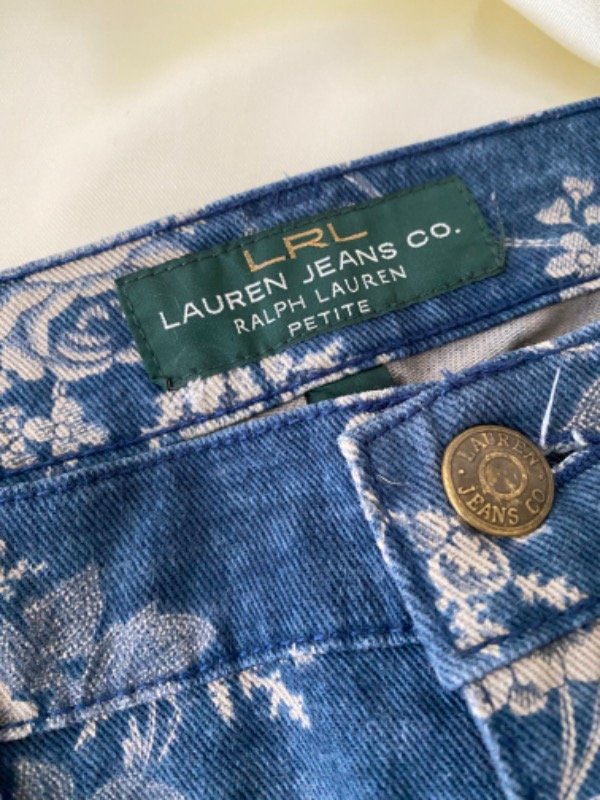 LRL
LAUREN JEANS CO.
RALPH LAUREN
PETITE
· LAUREN ·
JEANS CO